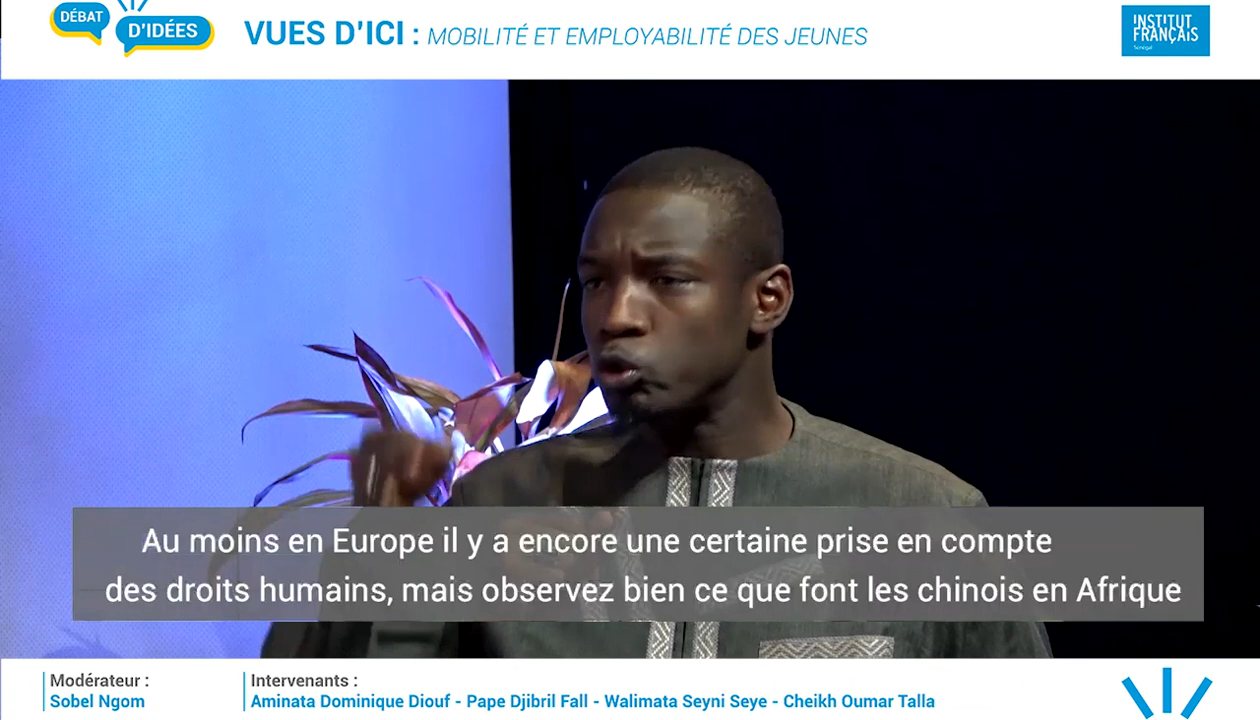 DÉBAT
D'IDÉES
VUES D'ICI : MOBILITÉ ET EMPLOYABILITÉ DES JEUNES
INSTITUT
FRANÇAIS
Sénégal
Au moins en Europe il y a encore une certaine prise en compte
des droits humains, mais observez bien ce que font les chinois en Afrique
Modérateur :
Sobel Ngom
Intervenants :
Aminata Dominique Diouf - Pape Djibril Fall - Walimata Seyni Seye - Cheikh Oumar Talla